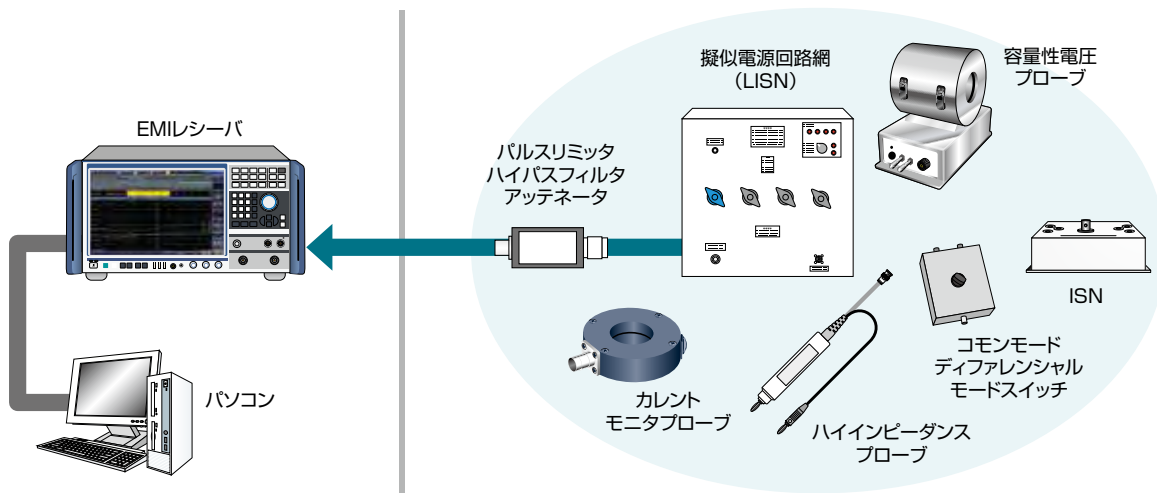 EMIレシーバ
パソコン
パルスリミッタ
ハイパスフィルタ
アッテネータ
擬似電源回路網
（LISN）
容量性電圧
プローブ
ISN
コモンモード
ディファレンシャル
モードスイッチ
ハイインピーダンス
プローブ
カレント
モニタプローブ